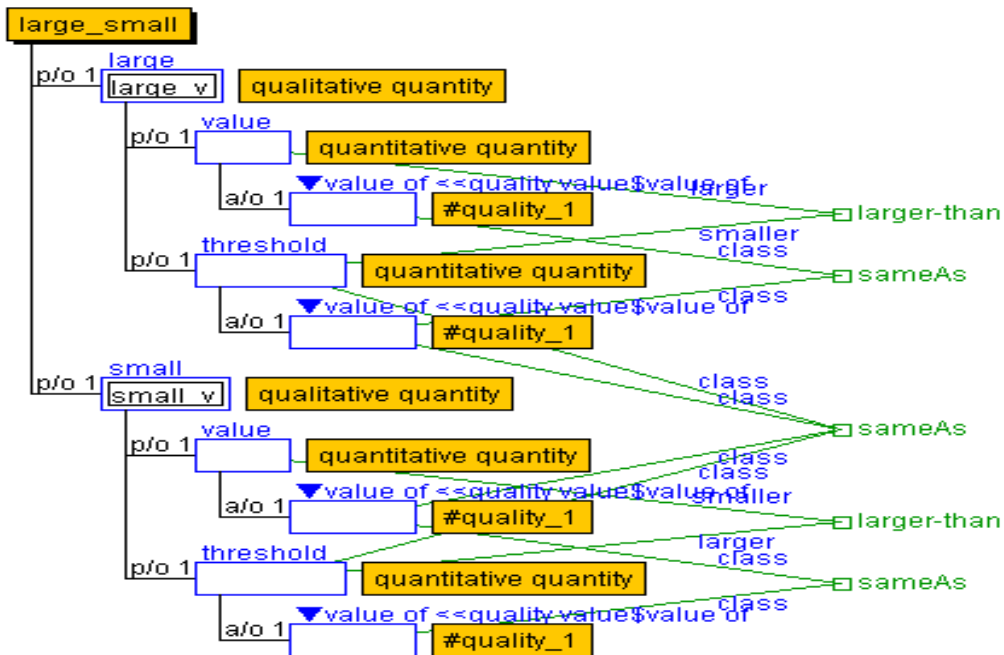 large_small
large
p/o 1 large_v qualitative quantity
value
p/o 1 quantitative quantity
▼value of <<quality value$value of
larger
a/o 1 #quality_1 larger-than
smaller
threshold class
p/o 1 quantitative quantity sameAs
▼value of <<quality value$value of
class
a/o 1 #quality_1
small class
p/o 1 small_v qualitative quantity class
value sameAs
p/o 1 quantitative quantity class
class
▼value of <<quality value$value of
smaller
a/o 1 #quality_1 larger-than
threshold larger
class
p/o 1 quantitative quantity sameAs
▼value of <<quality value$value of
class
a/o 1 #quality_1